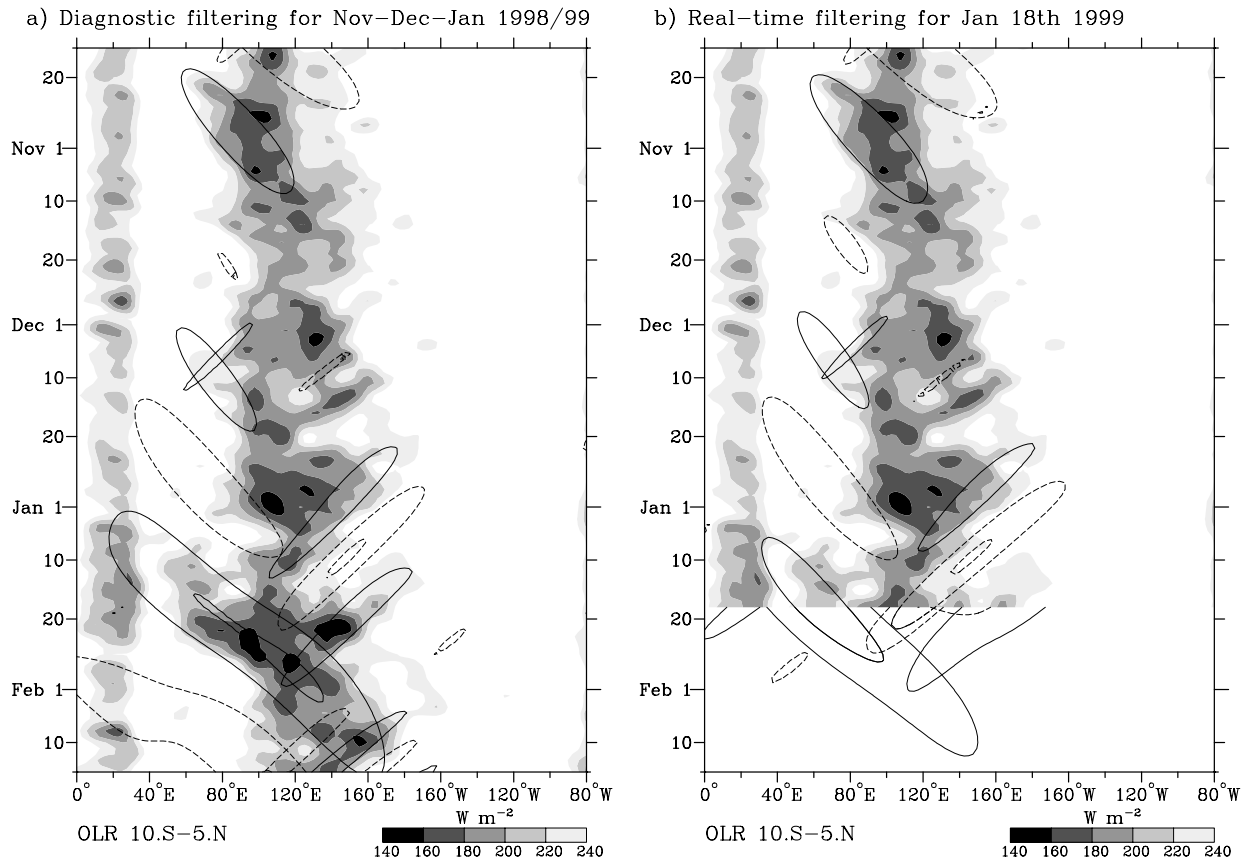 a) Diagnostic filtering for Nov-Dec-Jan 1998/99
20
Nov 1
10
20
Dec 1
10
20
Jan 1
10
20
Feb 1
10
0° 40°E 80°E 120°E 160°E 160°W 120°W 80°W
W m⁻²
OLR 10.S-5.N
140 160 180 200 220 240
b) Real-time filtering for Jan 18th 1999
20
Nov 1
10
20
Dec 1
10
20
Jan 1
10
20
Feb 1
10
0° 40°E 80°E 120°E 160°E 160°W 120°W 80°W
W m⁻²
OLR 10.S-5.N
140 160 180 200 220 240